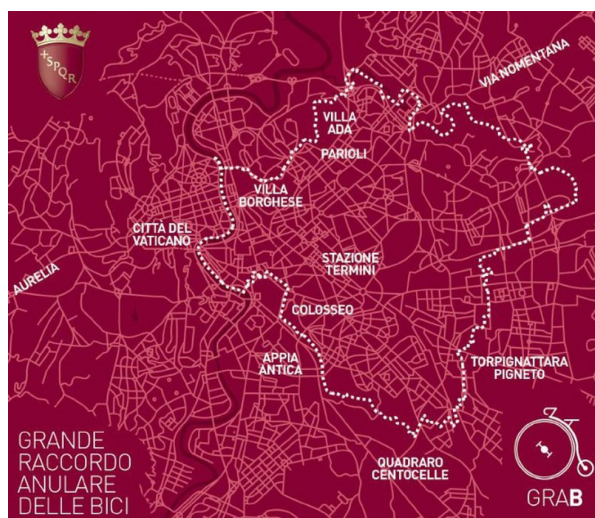 +SPQR
VIA NOMENTANA
VILLA
ADA
PARIOLI
VILLA
BORGHESE
CITTÀ DEL
VATICANO
STAZIONE
TERMINI
AURELIA
COLOSSEO
APPIA
ANTICA
TORPIGNATTARA
PIGNETO
QUADRARO
CENTOCELLE
GRANDE
RACCORDO
ANULARE
DELLE BICI
GRAB